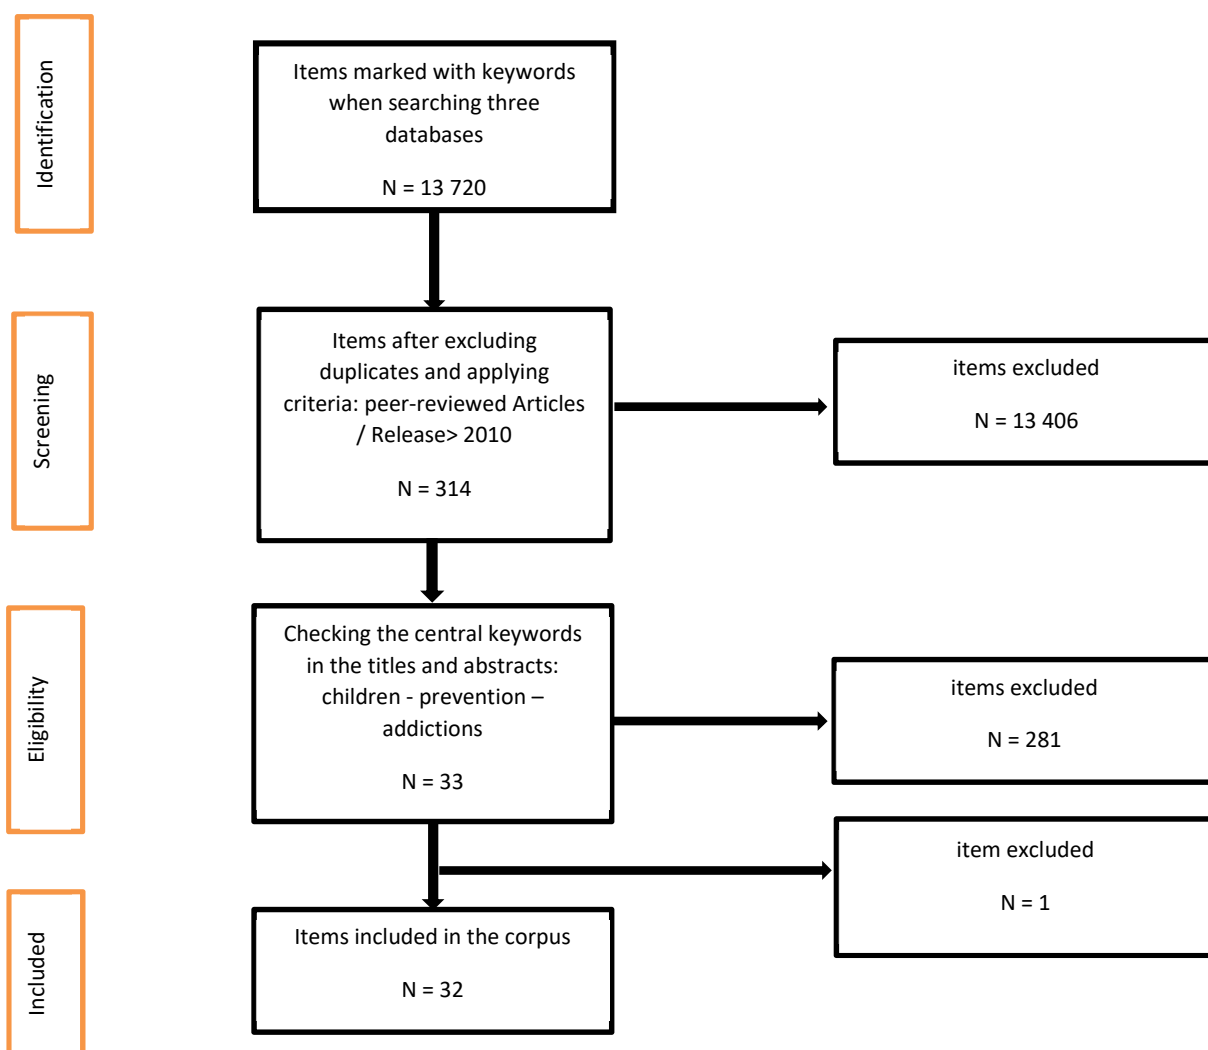 Identification
Items marked with keywords
when searching three
databases
N = 13 720
Screening
Items after excluding
duplicates and applying
criteria: peer-reviewed Articles
/ Release> 2010
N = 314
items excluded
N = 13 406
Eligibility
Checking the central keywords
in the titles and abstracts:
children - prevention –
addictions
N = 33
items excluded
N = 281
item excluded
N = 1
Included
Items included in the corpus
N = 32